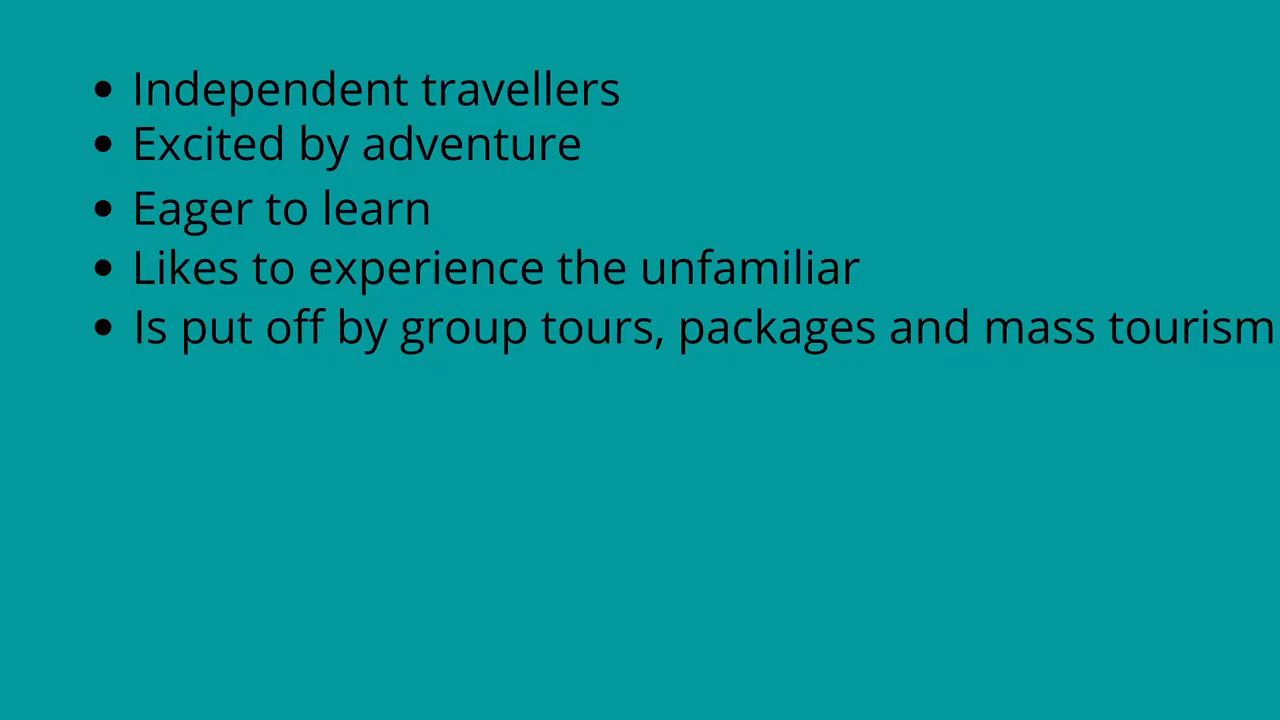 • Independent travellers
• Excited by adventure
• Eager to learn
• Likes to experience the unfamiliar
• Is put off by group tours, packages and mass tourism